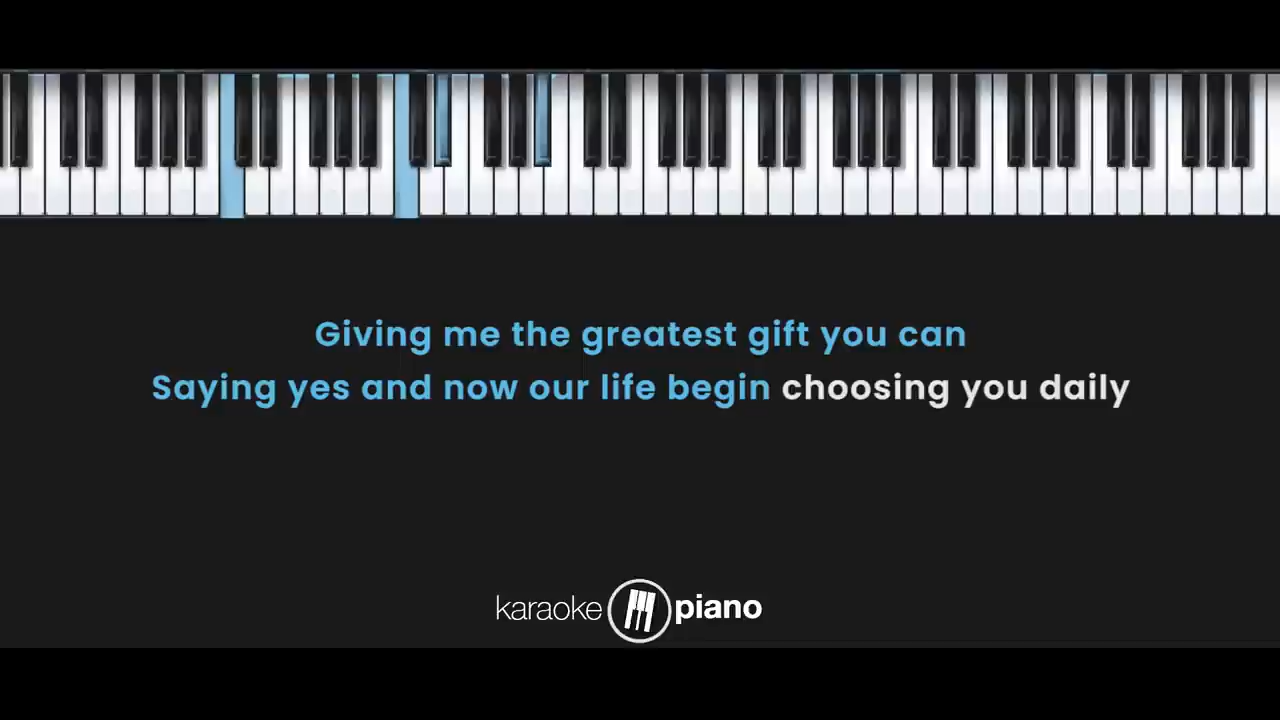 Giving me the greatest gift you can
Saying yes and now our life begin choosing you daily
karaoke piano